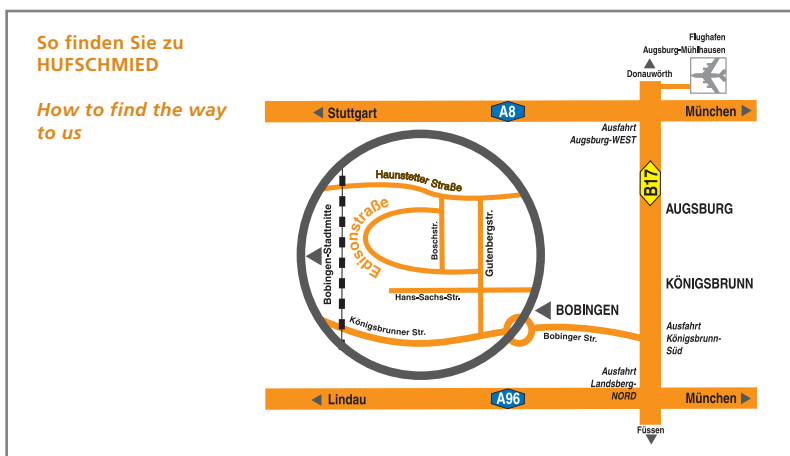 So finden Sie zu
HUFSCHMIED
How to find the way
to us
Flughafen
Augsburg-Mühlhausen
Donauwörth
Stuttgart
A8
München
Ausfahrt
Augsburg-WEST
B17
AUGSBURG
KÖNIGSBRUNN
Haunstetter Straße
Edisonstraße
Boschstr.
Gutenbergstr.
Bobingen-Stadtmitte
Hans-Sachs-Str.
BOBINGEN
Königsbrunner Str.
Bobinger Str.
Ausfahrt
Königsbrunn-
Süd
Ausfahrt
Landsberg-
NORD
Lindau
A96
München
Füssen